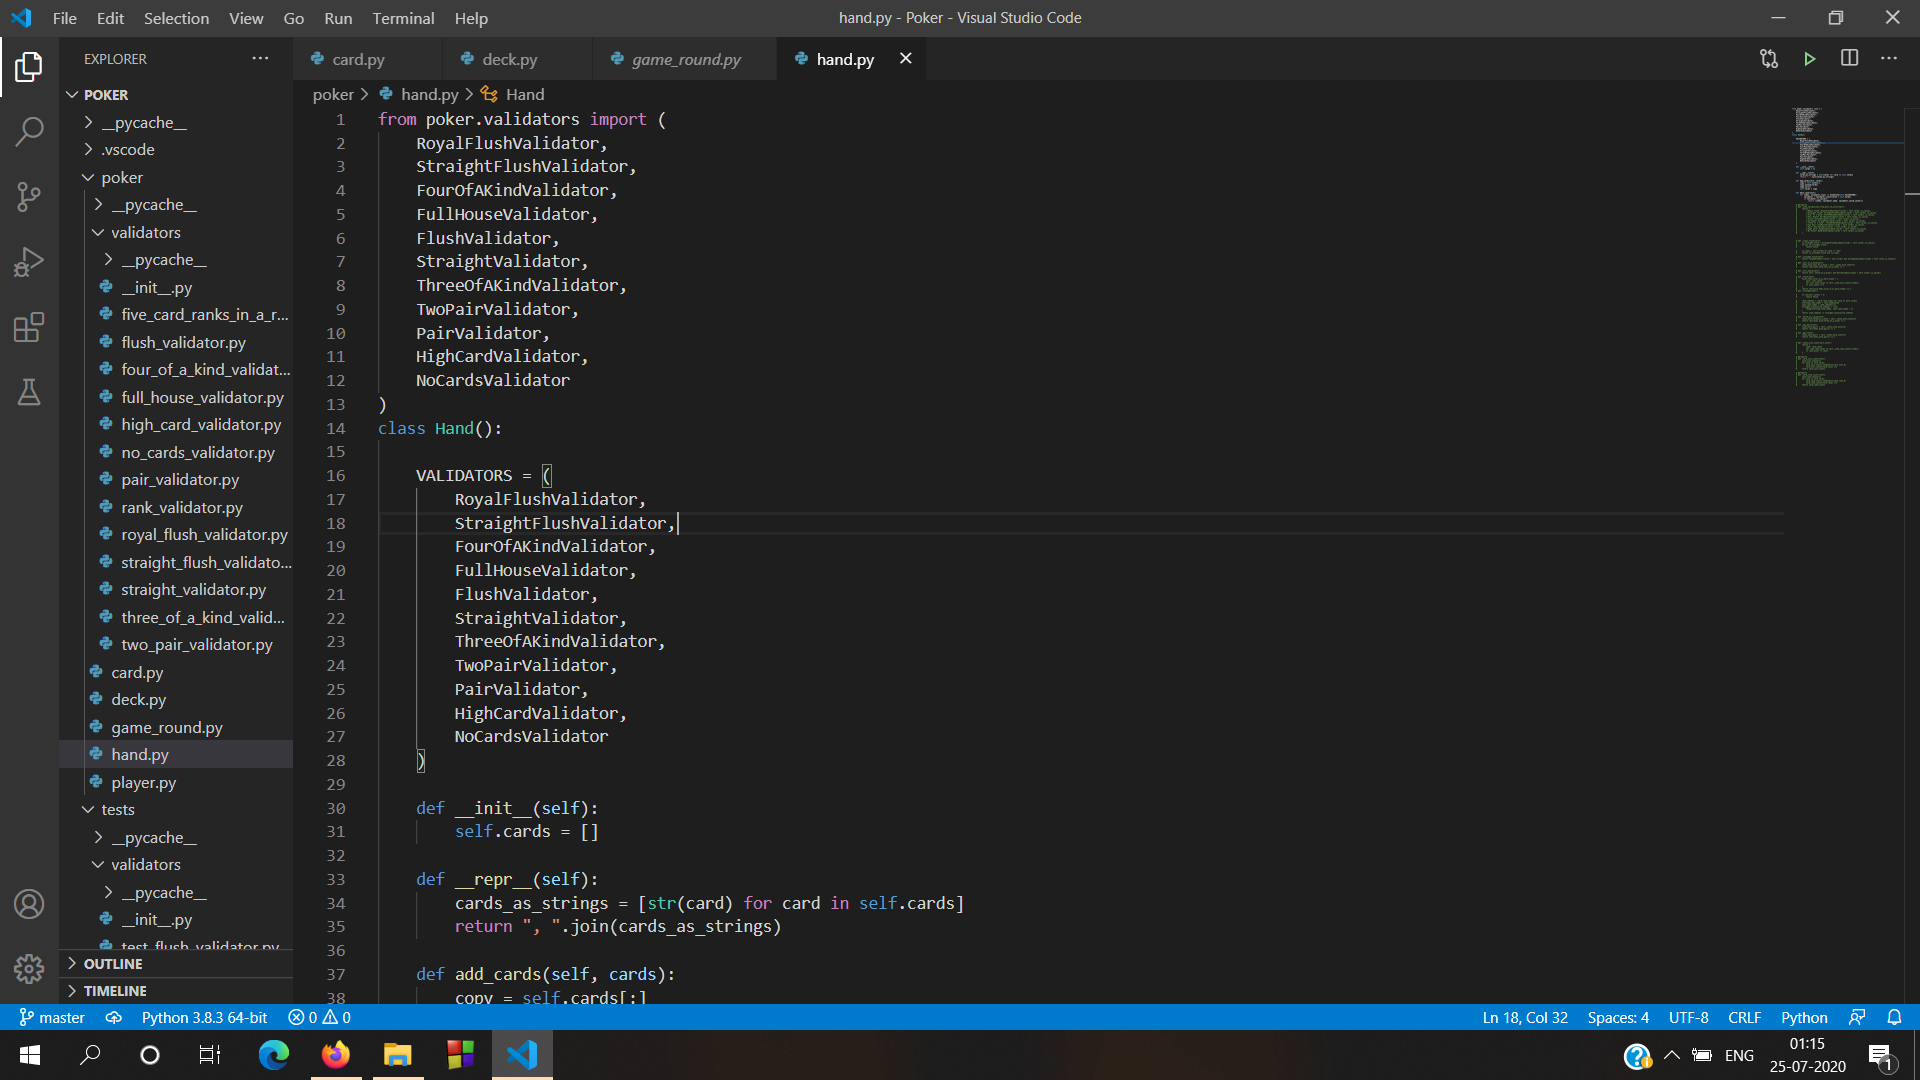 File Edit Selection View Go Run Terminal Help
hand.py - Poker - Visual Studio Code
EXPLORER
card.py
deck.py
game_round.py
hand.py
poker > hand.py > Hand
POKER
__pycache__
.vscode
poker
__pycache__
validators
__pycache__
__init__.py
five_card_ranks_in_a_r...
flush_validator.py
four_of_a_kind_validat...
full_house_validator.py
high_card_validator.py
no_cards_validator.py
pair_validator.py
rank_validator.py
royal_flush_validator.py
straight_flush_validato...
straight_validator.py
three_of_a_kind_valid...
two_pair_validator.py
card.py
deck.py
game_round.py
hand.py
player.py
tests
__pycache__
validators
__pycache__
__init__.py
test_flush_validator.py
OUTLINE
TIMELINE
1 from poker.validators import (
2 RoyalFlushValidator,
3 StraightFlushValidator,
4 FourOfAKindValidator,
5 FullHouseValidator,
6 FlushValidator,
7 StraightValidator,
8 ThreeOfAKindValidator,
9 TwoPairValidator,
10 PairValidator,
11 HighCardValidator,
12 NoCardsValidator
13 )
14 class Hand():
15
16 VALIDATORS = (
17 RoyalFlushValidator,
18 StraightFlushValidator,
19 FourOfAKindValidator,
20 FullHouseValidator,
21 FlushValidator,
22 StraightValidator,
23 ThreeOfAKindValidator,
24 TwoPairValidator,
25 PairValidator,
26 HighCardValidator,
27 NoCardsValidator
28 )
29
30 def __init__(self):
31 self.cards = []
32
33 def __repr__(self):
34 cards_as_strings = [str(card) for card in self.cards]
35 return ", ".join(cards_as_strings)
36
37 def add_cards(self, cards):
38 copy = self.cards[:]
master Python 3.8.3 64-bit 0 0 Ln 18, Col 32 Spaces: 4 UTF-8 CRLF Python
ENG
01:15
25-07-2020
1